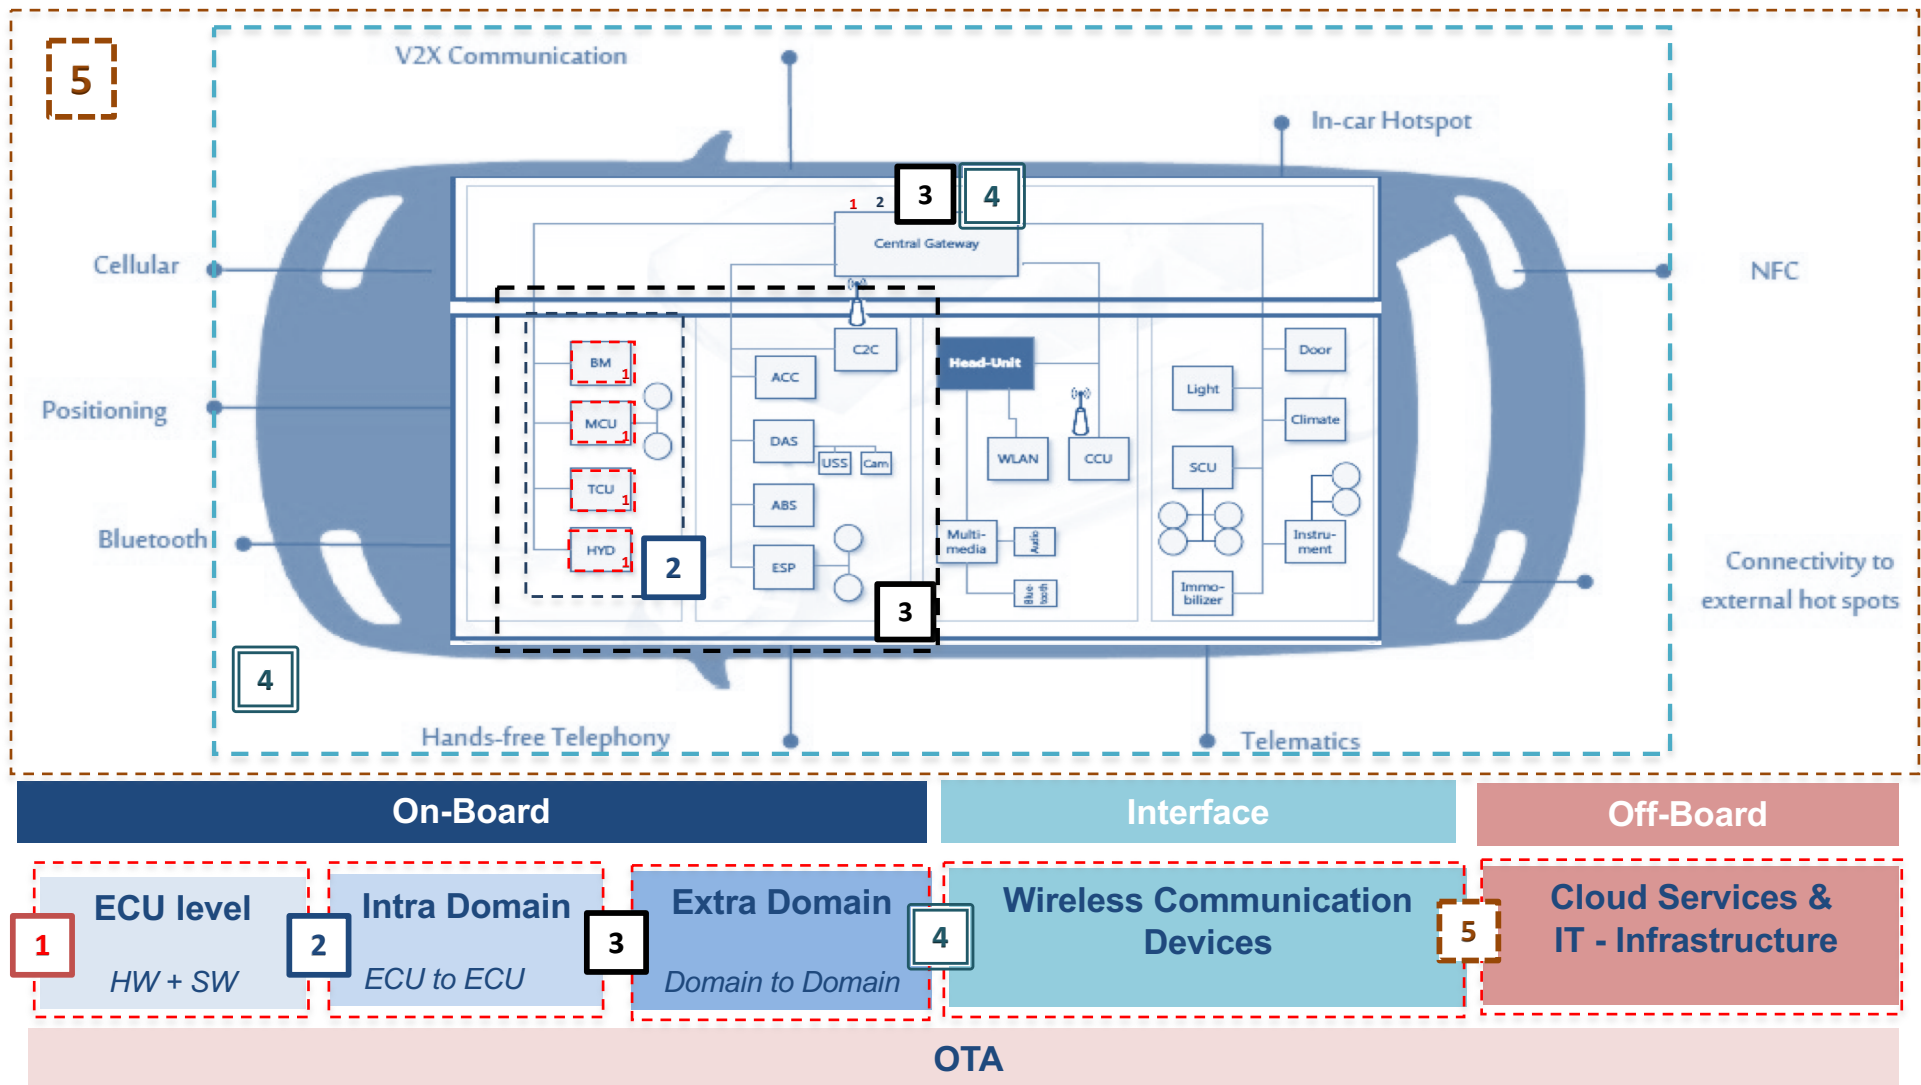 5
V2X Communication
In-car Hotspot
3
4
1
2
Central Gateway
Cellular
NFC
C2C
Door
BM
1
Head-Unit
ACC
Light
Positioning
MCU
1
Climate
DAS
USS
Cam
WLAN
CCU
SCU
TCU
1
ABS
Bluetooth
HYD
1
2
ESP
Multi-
media
Audio
Instru-
ment
Blue-
tooth
Immo-
bilizer
3
Connectivity to
external hot spots
4
Hands-free Telephony
Telematics
On-Board
Interface
Off-Board
1
ECU level
HW + SW
2
Intra Domain
ECU to ECU
3
Extra Domain
Domain to Domain
4
Wireless Communication
Devices
5
Cloud Services &
IT - Infrastructure
OTA